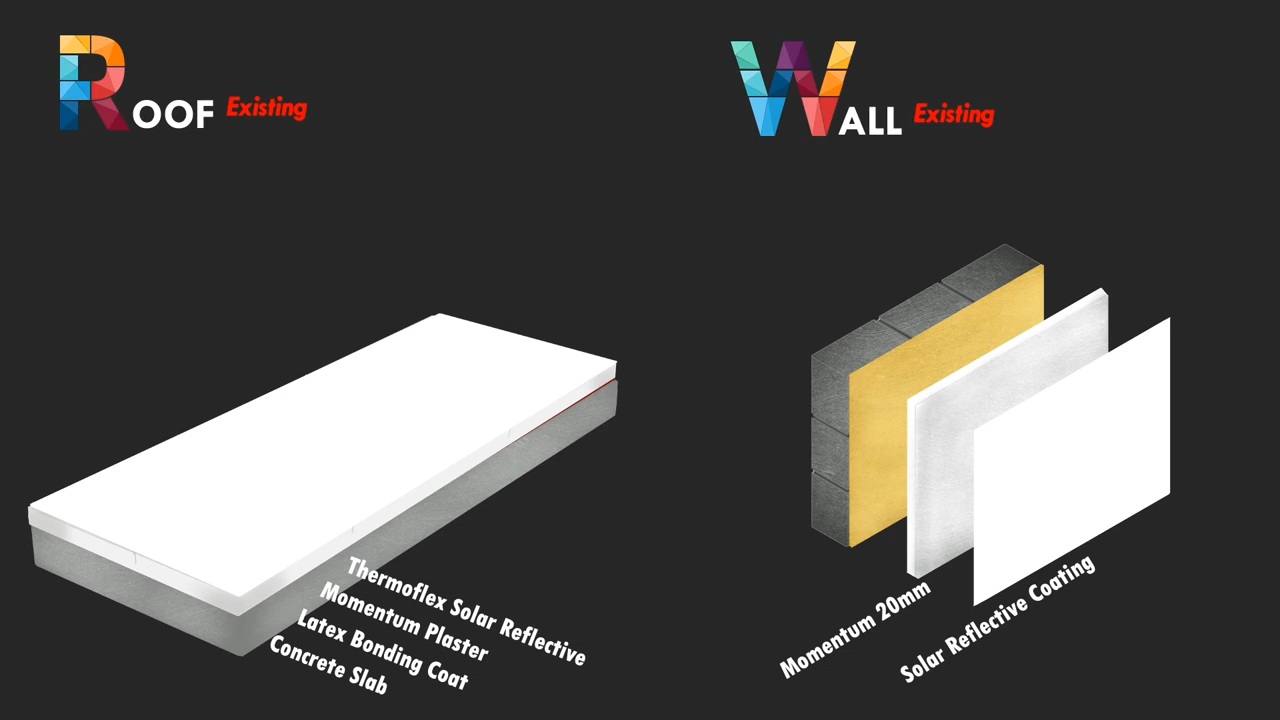 ROOF Existing
WALL Existing
Thermoflex Solar Reflective
Momentum Plaster
Latex Bonding Coat
Concrete Slab
Momentum 20mm
Solar Reflective Coating